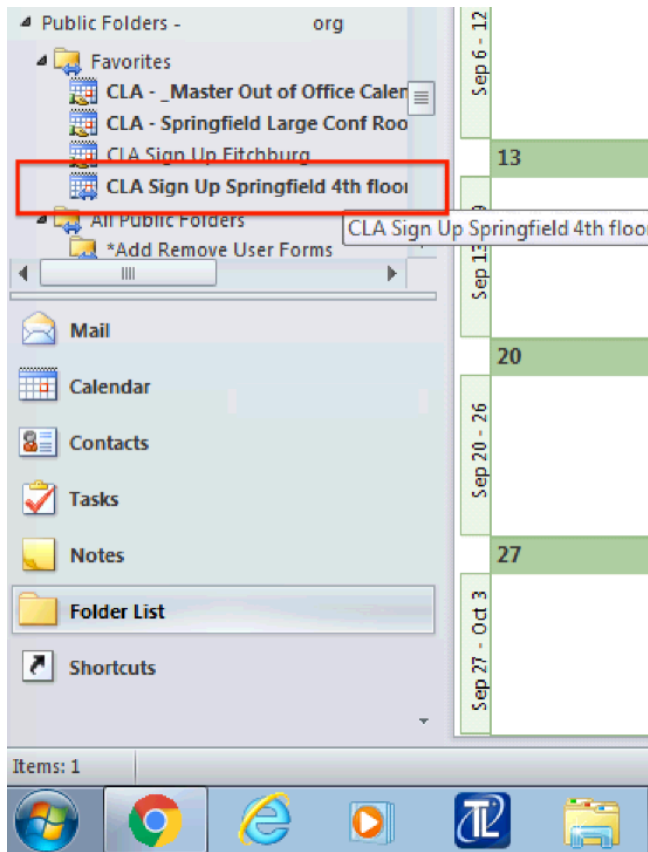 Public Folders - org
Favorites
CLA - _Master Out of Office Caler
CLA - Springfield Large Conf Roo
CLA Sign Up Fitchburg
CLA Sign Up Springfield 4th floor
All Public Folders
CLA Sign Up Springfield 4th floor
*Add Remove User Forms
Mail
Calendar
Contacts
Tasks
Notes
Folder List
Shortcuts
Items: 1
Sep 6 - 12
13
Sep 13
20
Sep 20 - 26
27
Sep 27 - Oct 3